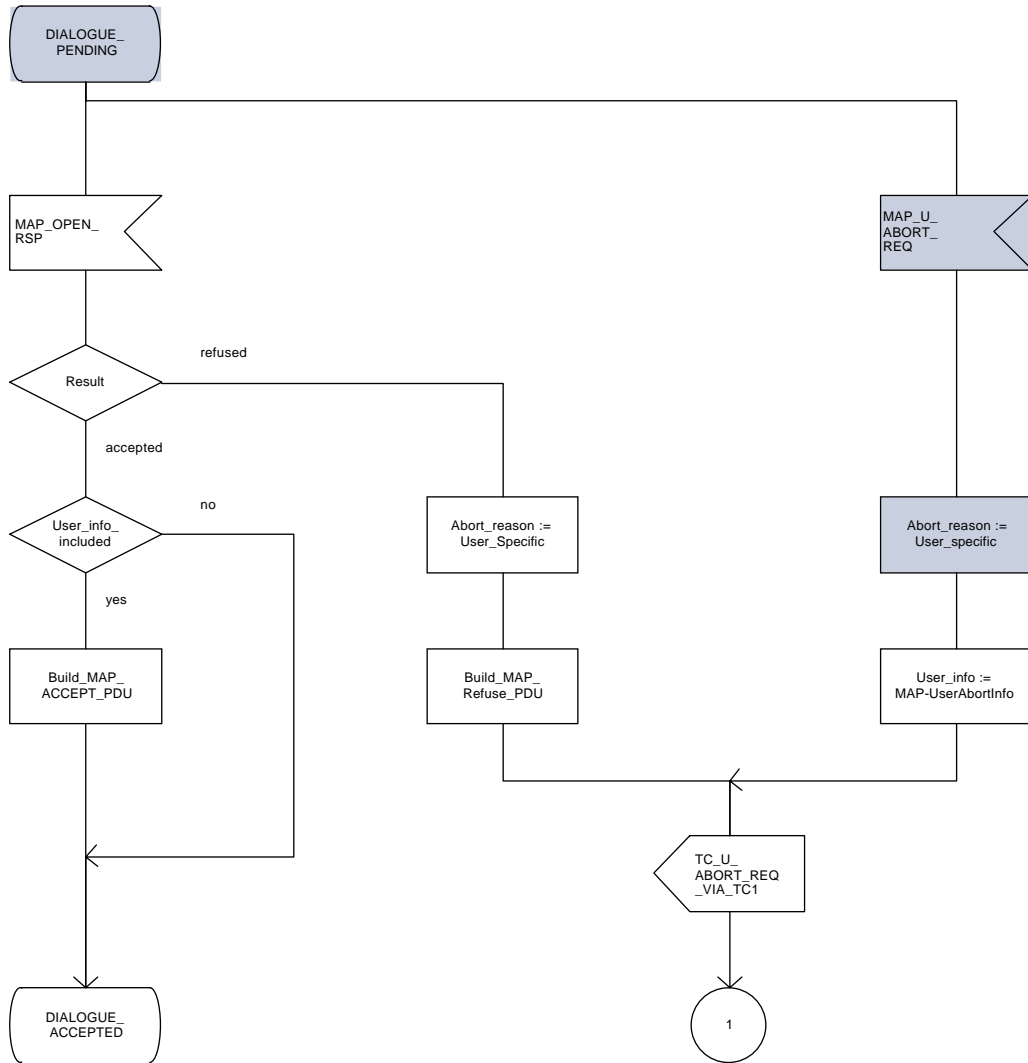 DIALOGUE_
PENDING
MAP_OPEN_
RSP
MAP_U_
ABORT_
REQ
Result
refused
accepted
User_info_
included
no
yes
Abort_reason :=
User_Specific
Abort_reason :=
User_specific
Build_MAP_
ACCEPT_PDU
Build_MAP_
Refuse_PDU
User_info :=
MAP-UserAbortInfo
TC_U_
ABORT_REQ
_VIA_TC1
DIALOGUE_
ACCEPTED
1